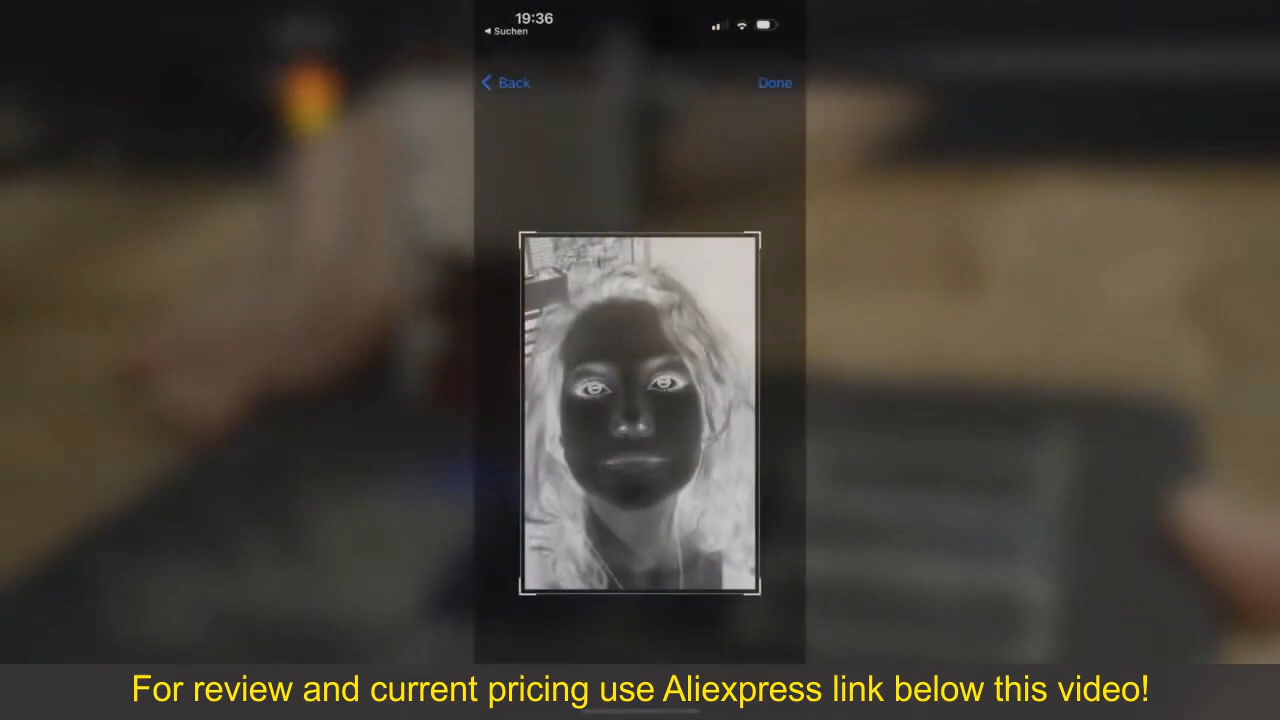 19:36
◀ Suchen
Back
Done
For review and current pricing use Aliexpress link below this video!